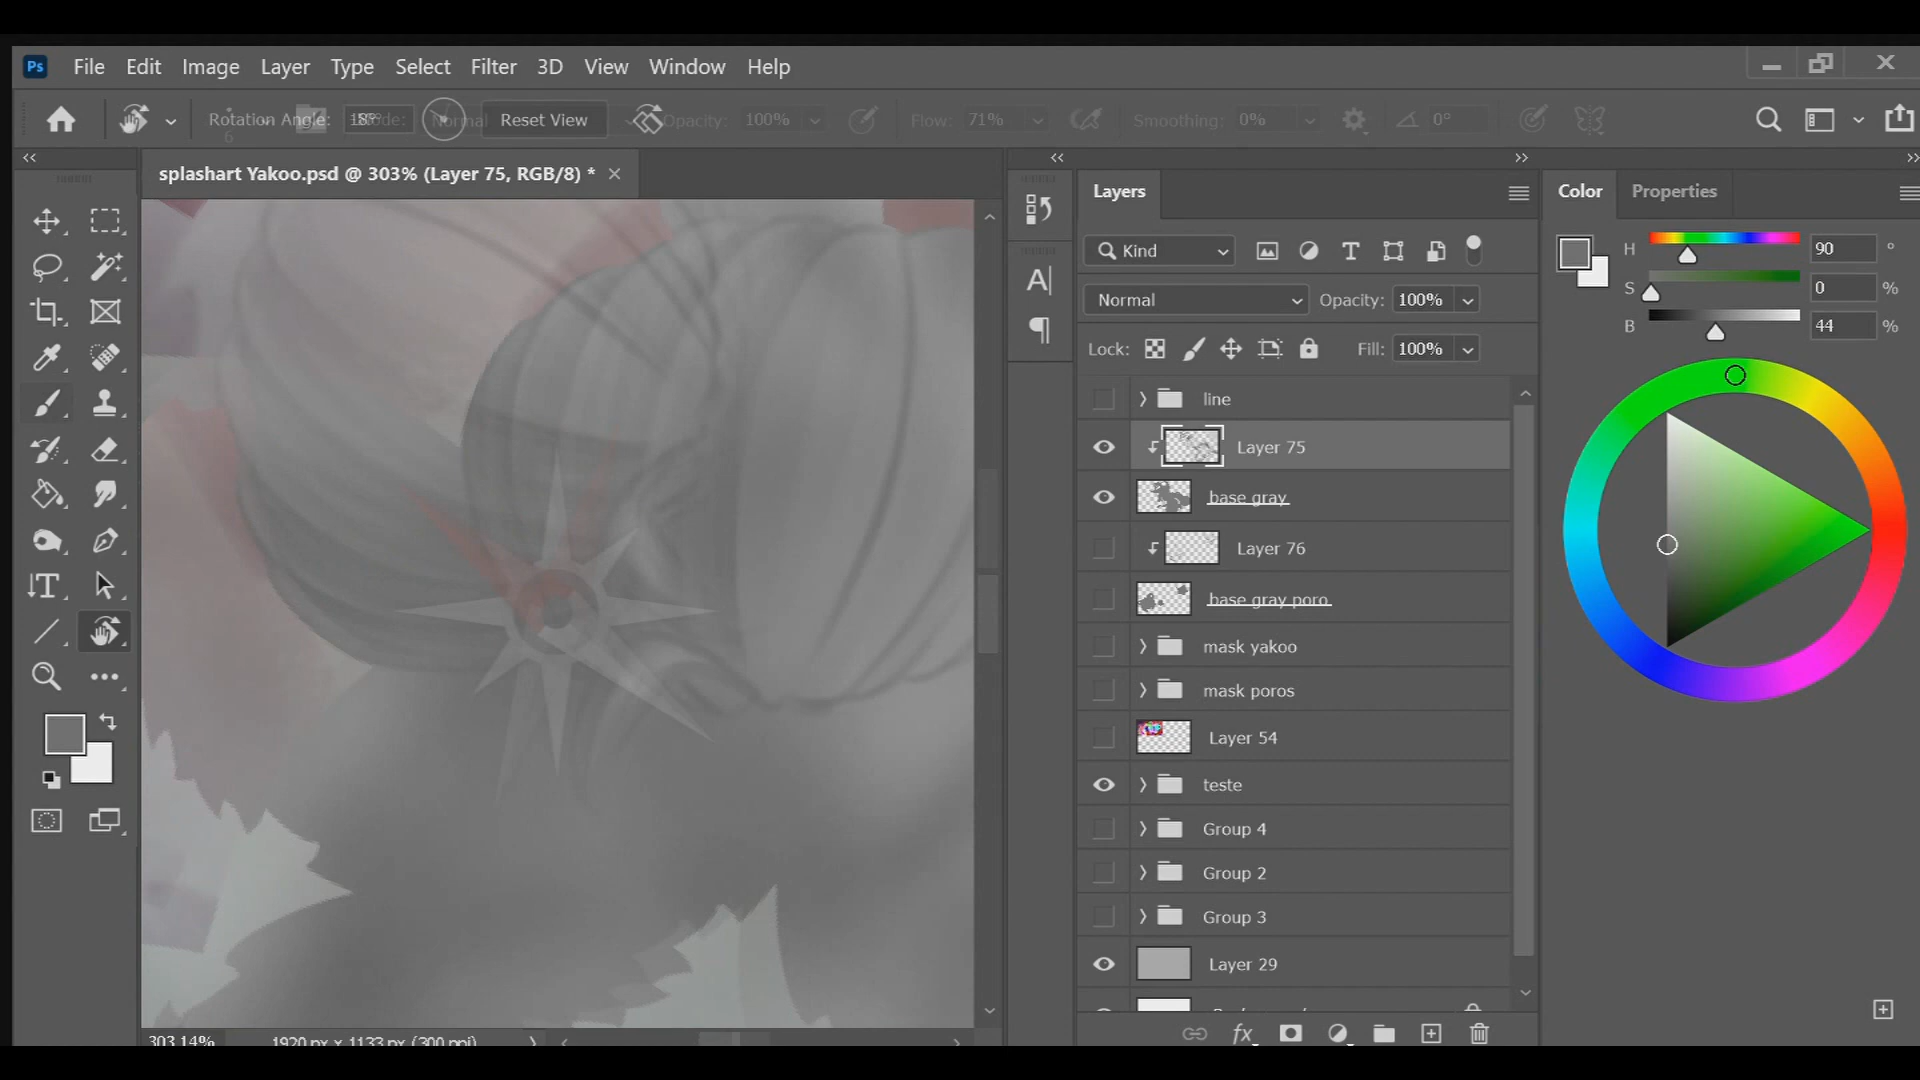 Ps File Edit Image Layer Type Select Filter 3D View Window Help
Rotation Angle: Reset View Opacity: 100% Flow: 71% Smoothing: 0% 0°
6
splashart Yakoo.psd @ 303% (Layer 75, RGB/8) *
Layers
Color Properties
Kind
H 90 °
S 0 %
B 44 %
Normal Opacity: 100%
Lock: Fill: 100%
line
Layer 75
base gray
Layer 76
base gray poro
mask yakoo
mask poros
Layer 54
teste
Group 4
Group 2
Group 3
Layer 29
303.14% 1920 px x 1133 px (300 ppi)
fx